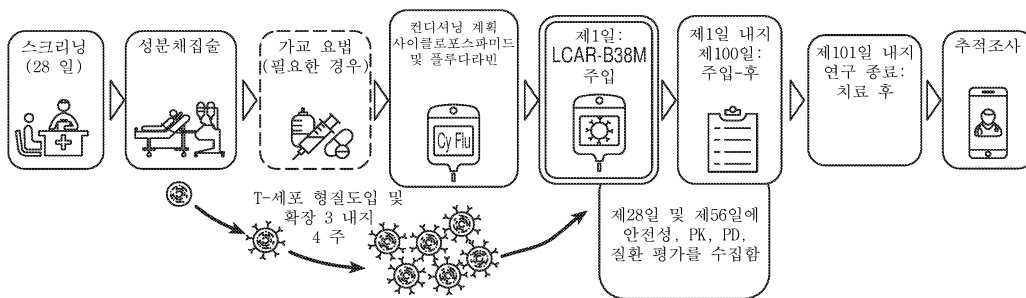 스크리닝
(28 일)
성분채집술
가교 요법
(필요한 경우)
컨디셔닝 계획
사이클로포스파미드
및 플루다라빈
Cy Flu
제1일:
LCAR-B38M
주입
제1일 내지
제100일:
주입-후
제101일 내지
연구 종료:
치료 후
추적조사
T-세포 형질도입 및
확장 3 내지
4 주
제28일 및 제56일에
안전성, PK, PD,
질환 평가를 수집함